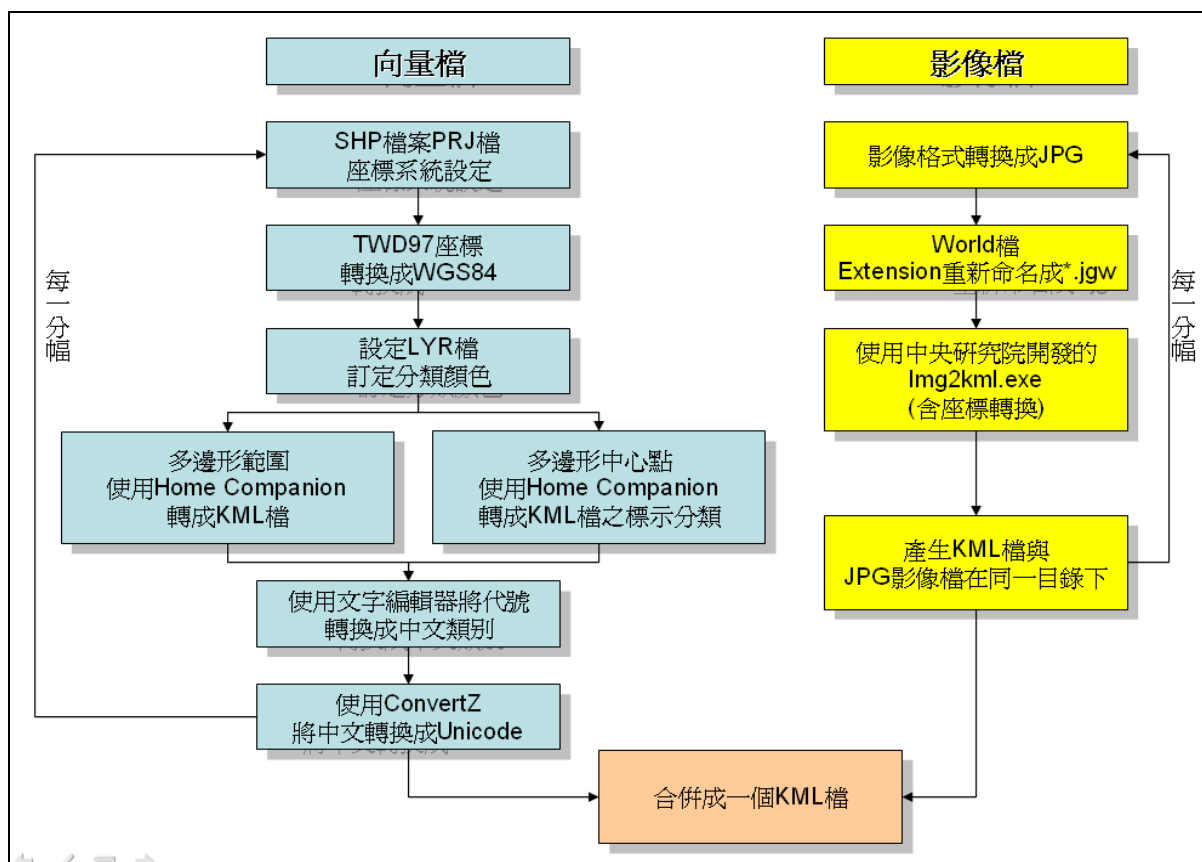 向量檔
SHP檔案PRJ檔
座標系統設定
TWD97座標
轉換成WGS84
設定LYR檔
訂定分類顏色
多邊形範圍
使用Home Companion
轉成KML檔
多邊形中心點
使用Home Companion
轉成KML檔之標示分類
使用文字編輯器將代號
轉換成中文類別
使用ConvertZ
將中文轉換成Unicode
每一分幅
影像檔
影像格式轉換成JPG
World檔
Extension重新命名成*.jgw
使用中央研究院開發的
Img2kml.exe
(含座標轉換)
產生KML檔與
JPG影像檔在同一目錄下
每一分幅
合併成一個KML檔